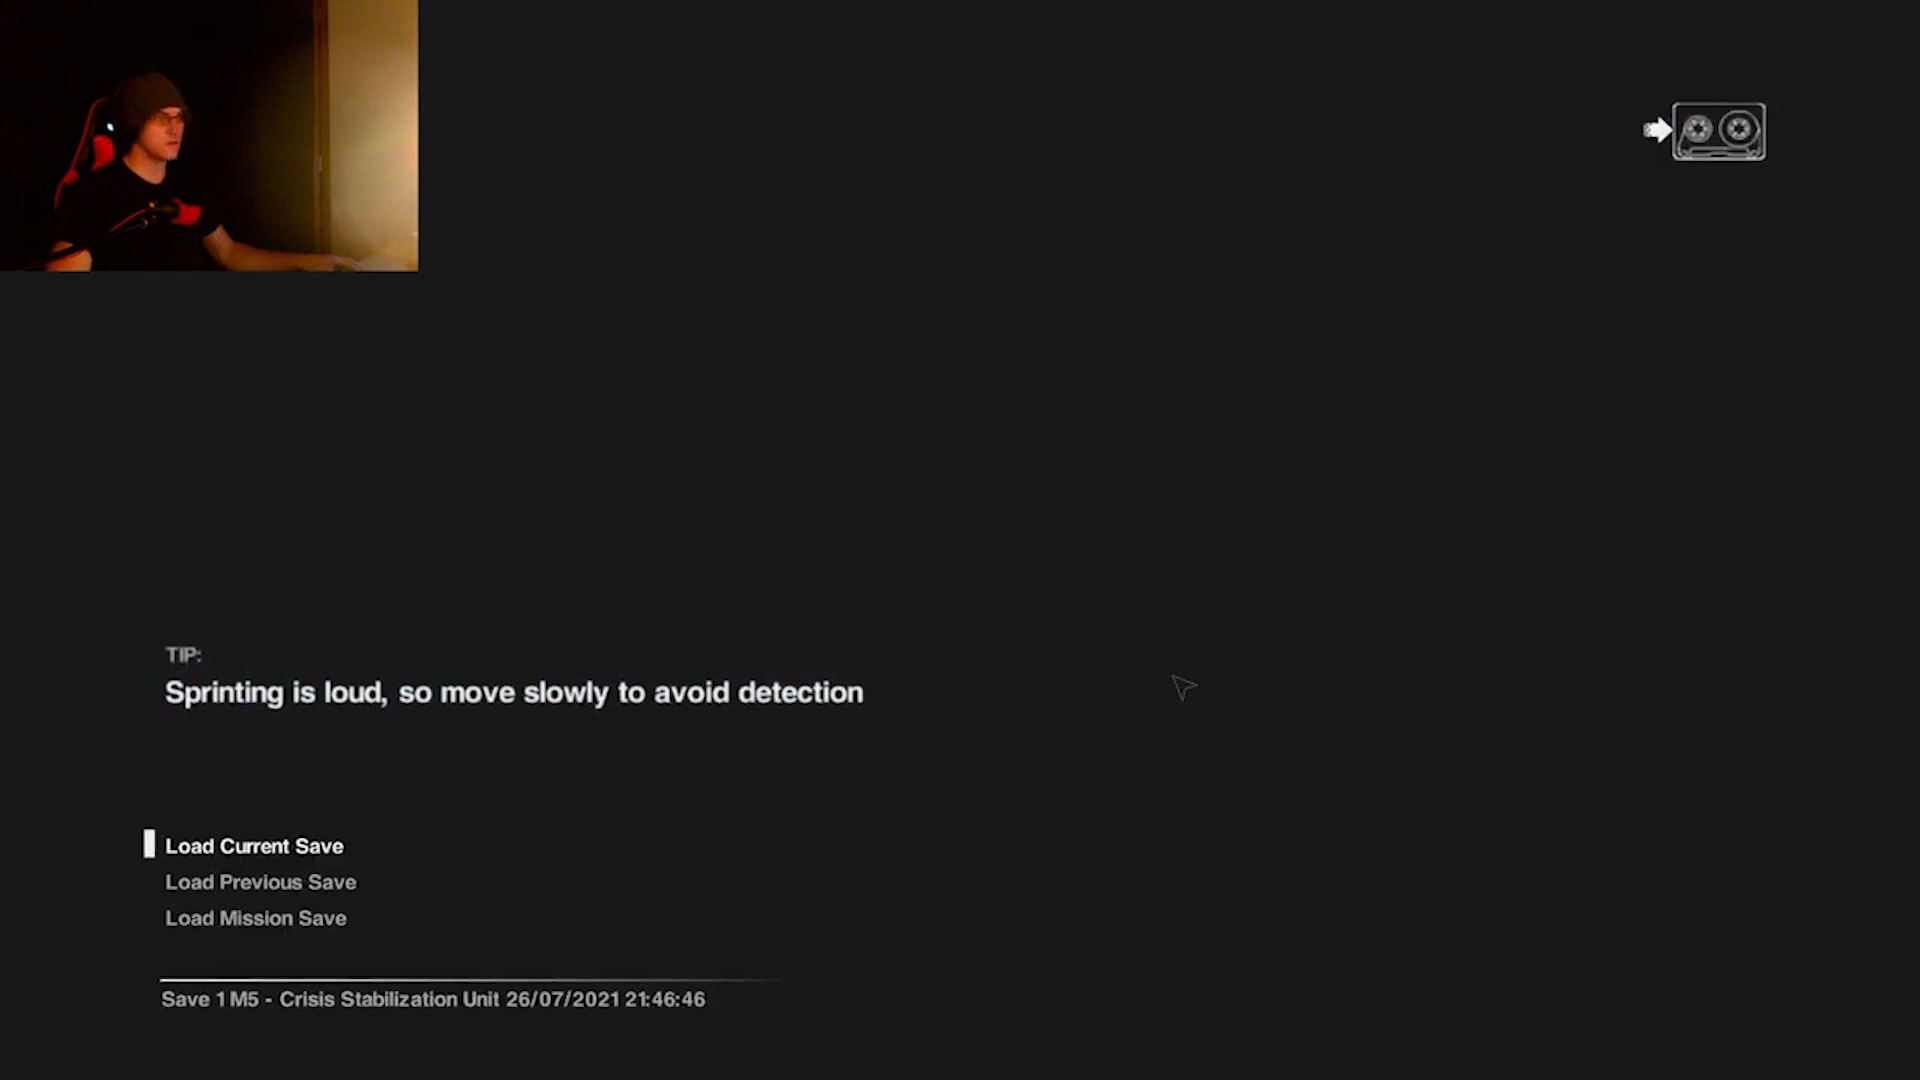 TIP:
Sprinting is loud, so move slowly to avoid detection
Load Current Save
Load Previous Save
Load Mission Save
Save 1 M5 - Crisis Stabilization Unit 26/07/2021 21:46:46